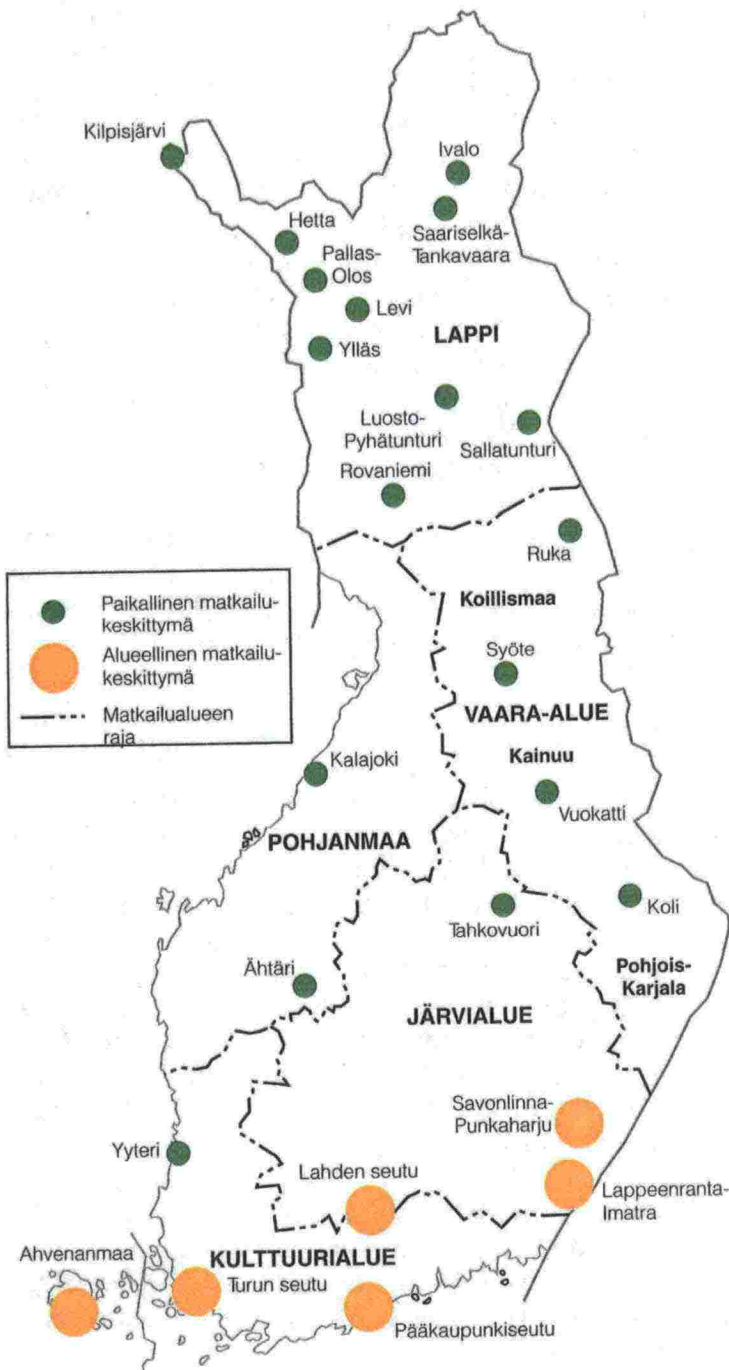 Kilpisjärvi
Ivalo
Hetta
Saariselkä-
Tankavaara
Pallas-
Olos
Levi
LAPPI
Ylläs
Luosto-
Pyhätunturi
Sallatunturi
Rovaniemi
Ruka
Paikallinen matkailu-
keskittymä
Alueellinen matkailu-
keskittymä
Matkailualueen
raja
Koillismaa
Syöte
VAARA-ALUE
Kainuu
Kalajoki
Vuokatti
POHJANMAA
Koli
Tahkovuori
Ähtäri
Pohjois-
Karjala
JÄRVIALUE
Savonlinna-
Punkaharju
Yyteri
Lahden seutu
Lappeenranta-
Imatra
Ahvenanmaa
KULTTUURIALUE
Turun seutu
Pääkaupunkiseutu